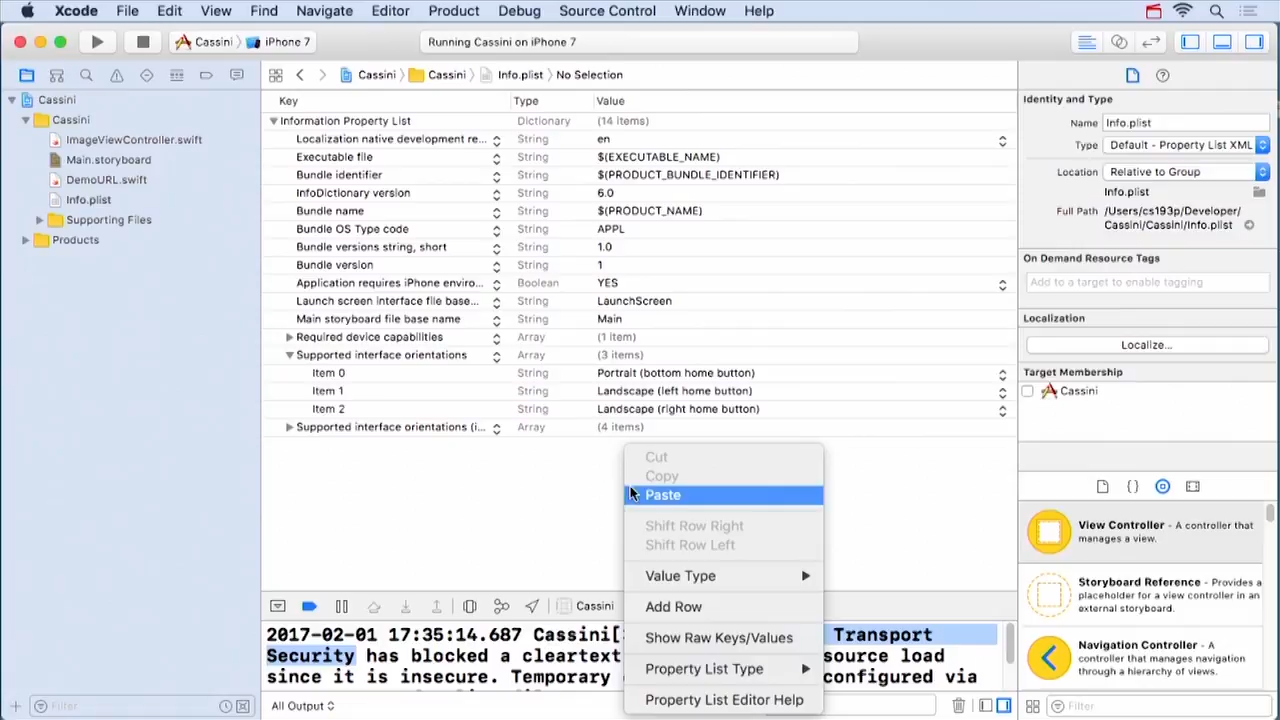 Xcode File Edit View Find Navigate Editor Product Debug Source Control Window Help
Cassini iPhone 7 Running Cassini on iPhone 7
Cassini Cassini Info.plist No Selection
Cassini
Cassini
ImageViewController.swift
Main.storyboard
DemoURL.swift
Info.plist
Supporting Files
Products
Filter
Key Type Value
Information Property List Dictionary (14 items)
Localization native development re... String en
Executable file String $(EXECUTABLE_NAME)
Bundle identifier String $(PRODUCT_BUNDLE_IDENTIFIER)
InfoDictionary version String 6.0
Bundle name String $(PRODUCT_NAME)
Bundle OS Type code String APPL
Bundle versions string, short String 1.0
Bundle version String 1
Application requires iPhone enviro... Boolean YES
Launch screen interface file base... String LaunchScreen
Main storyboard file base name String Main
Required device capabilities Array (1 item)
Supported interface orientations Array (3 items)
Item 0 String Portrait (bottom home button)
Item 1 String Landscape (left home button)
Item 2 String Landscape (right home button)
Supported interface orientations (i... Array (4 items)
Cut
Copy
Paste
Shift Row Right
Shift Row Left
Value Type
Add Row
Show Raw Keys/Values
Property List Type
Property List Editor Help
Cassini
2017-02-01 17:35:14.687 Cassini[ Transport
Security has blocked a cleartext source load
since it is insecure. Temporary configured via
All Output
Identity and Type
Name Info.plist
Type Default - Property List XML
Location Relative to Group
Info.plist
Full Path /Users/cs193p/Developer/
Cassini/Cassini/Info.plist
On Demand Resource Tags
Add to a target to enable tagging
Localization
Localize...
Target Membership
Cassini
View Controller - A controller that
manages a view.
Storyboard Reference - Provides a
placeholder for a view controller in an
external storyboard.
Navigation Controller - A
controller that manages navigation
through a hierarchy of views.
Filter